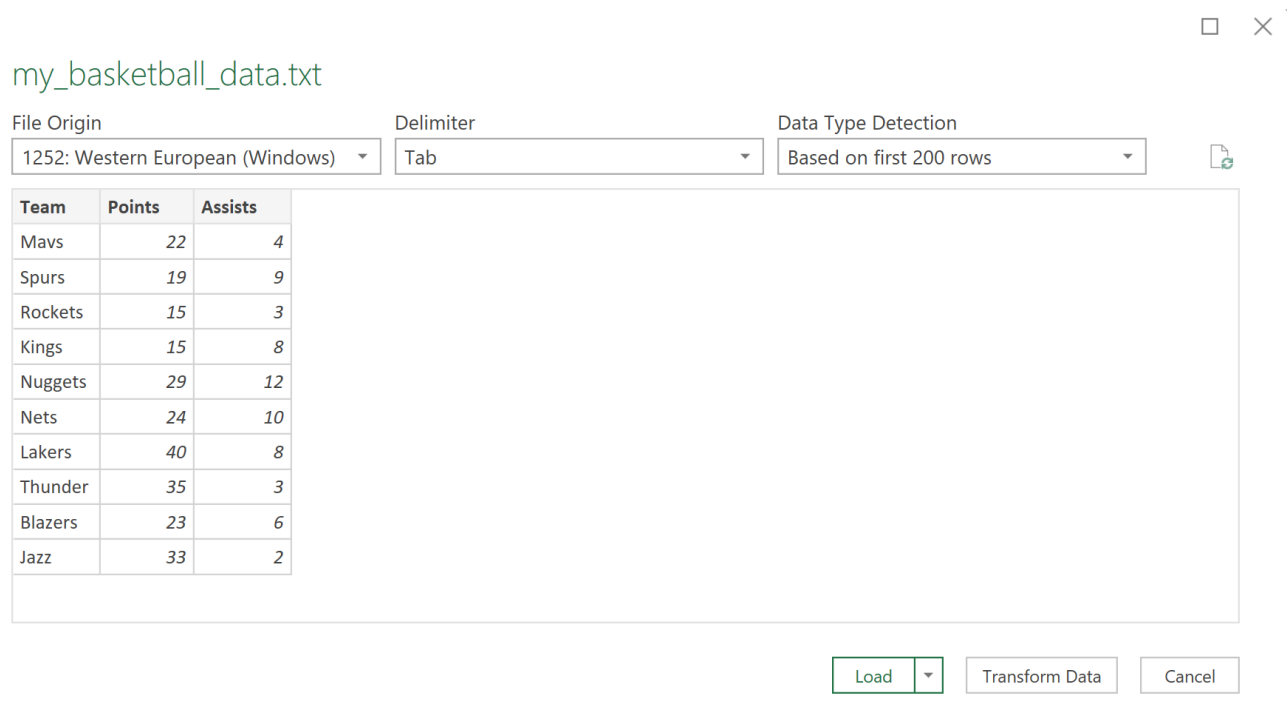 my_basketball_data.txt
File Origin Delimiter Data Type Detection
1252: Western European (Windows) Tab Based on first 200 rows
Team Points Assists
Mavs 22 4
Spurs 19 9
Rockets 15 3
Kings 15 8
Nuggets 29 12
Nets 24 10
Lakers 40 8
Thunder 35 3
Blazers 23 6
Jazz 33 2
Load Transform Data Cancel